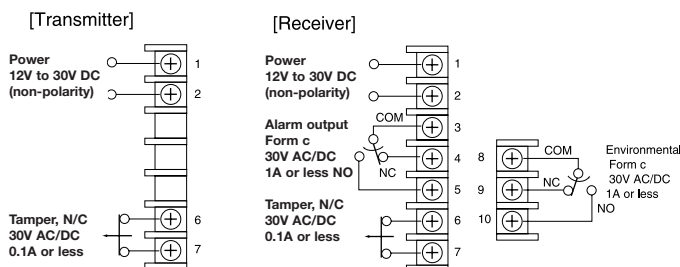 [Transmitter]
Power
12V to 30V DC
(non-polarity)
1
2
Tamper, N/C
30V AC/DC
0.1A or less
6
7
[Receiver]
Power
12V to 30V DC
(non-polarity)
1
2
Alarm output
Form c
30V AC/DC
1A or less NO
COM
NC
3
4
5
Tamper, N/C
30V AC/DC
0.1A or less
6
7
8
9
10
COM
NC
NO
Environmental
Form c
30V AC/DC
1A or less